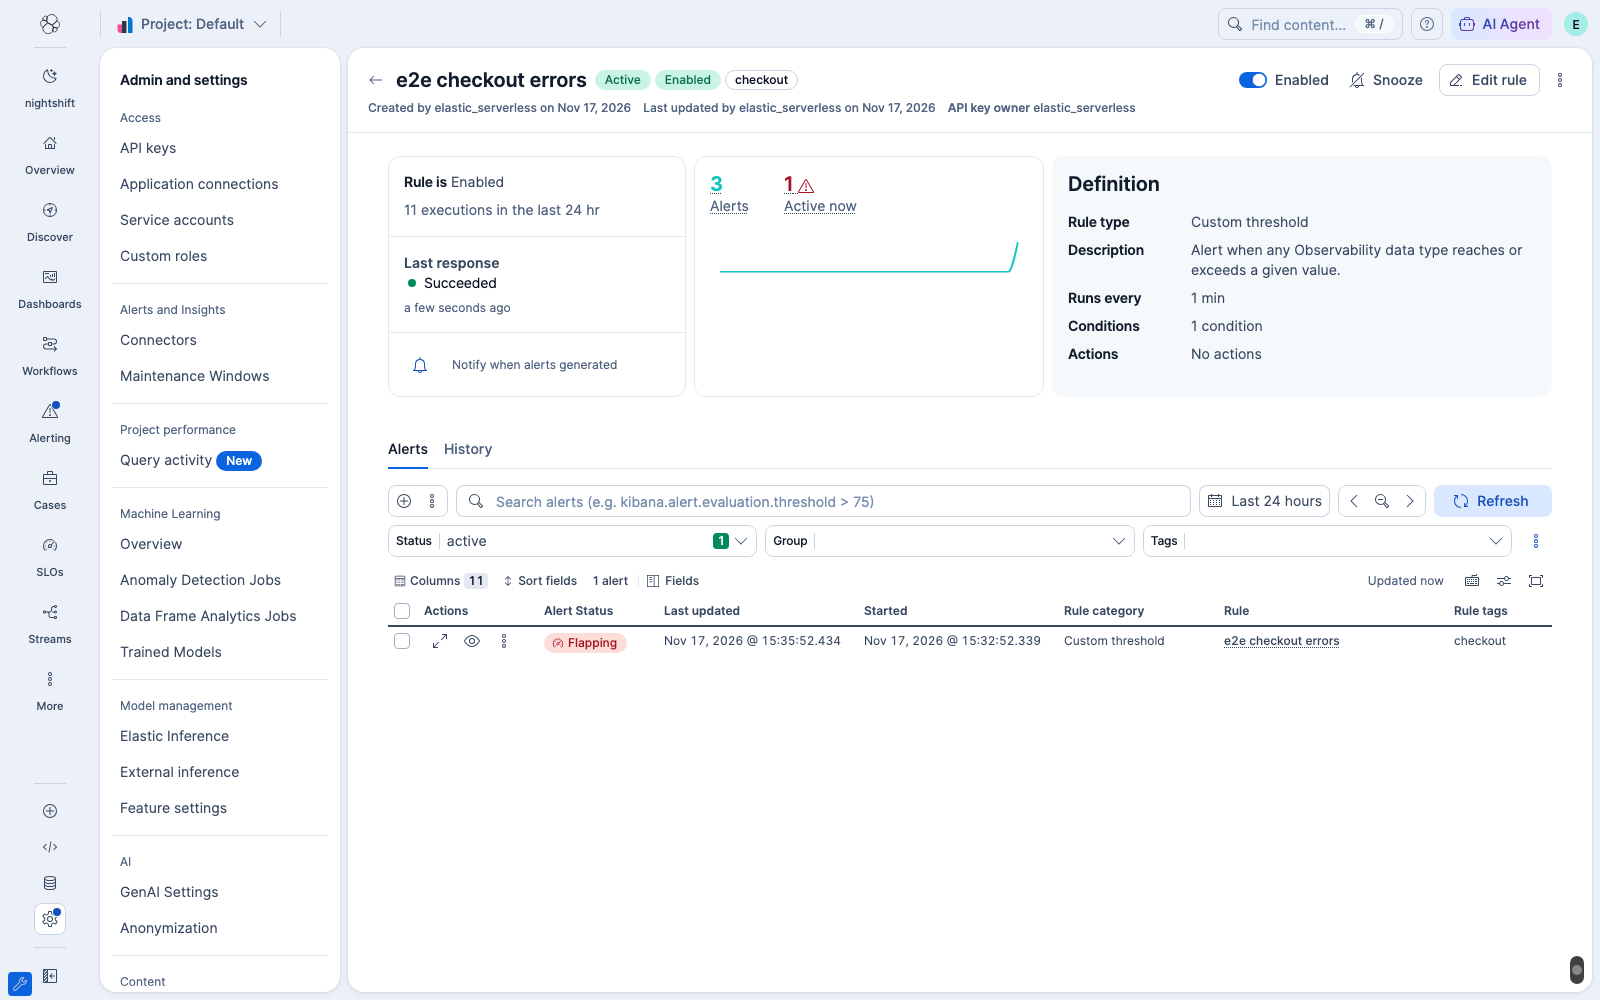 Project: Default
Find content...
⌘ /
AI Agent
E
nightshift
Overview
Discover
Dashboards
Workflows
Alerting
Cases
SLOs
Streams
More
Admin and settings
Access
API keys
Application connections
Service accounts
Custom roles
Alerts and Insights
Connectors
Maintenance Windows
Project performance
Query activity New
Machine Learning
Overview
Anomaly Detection Jobs
Data Frame Analytics Jobs
Trained Models
Model management
Elastic Inference
External inference
Feature settings
AI
GenAI Settings
Anonymization
Content
e2e checkout errors Active Enabled checkout
Enabled Snooze Edit rule
Created by elastic_serverless on Nov 17, 2026 Last updated by elastic_serverless on Nov 17, 2026 API key owner elastic_serverless
Rule is Enabled
11 executions in the last 24 hr
Last response
Succeeded
a few seconds ago
Notify when alerts generated
3 1
Alerts Active now
Definition
Rule type Custom threshold
Description Alert when any Observability data type reaches or
exceeds a given value.
Runs every 1 min
Conditions 1 condition
Actions No actions
Alerts History
Search alerts (e.g. kibana.alert.evaluation.threshold > 75) Last 24 hours Refresh
Status active 1 Group Tags
Columns 11 Sort fields 1 alert Fields Updated now
Actions Alert Status Last updated Started Rule category Rule Rule tags
Flapping Nov 17, 2026 @ 15:35:52.434 Nov 17, 2026 @ 15:32:52.339 Custom threshold e2e checkout errors checkout